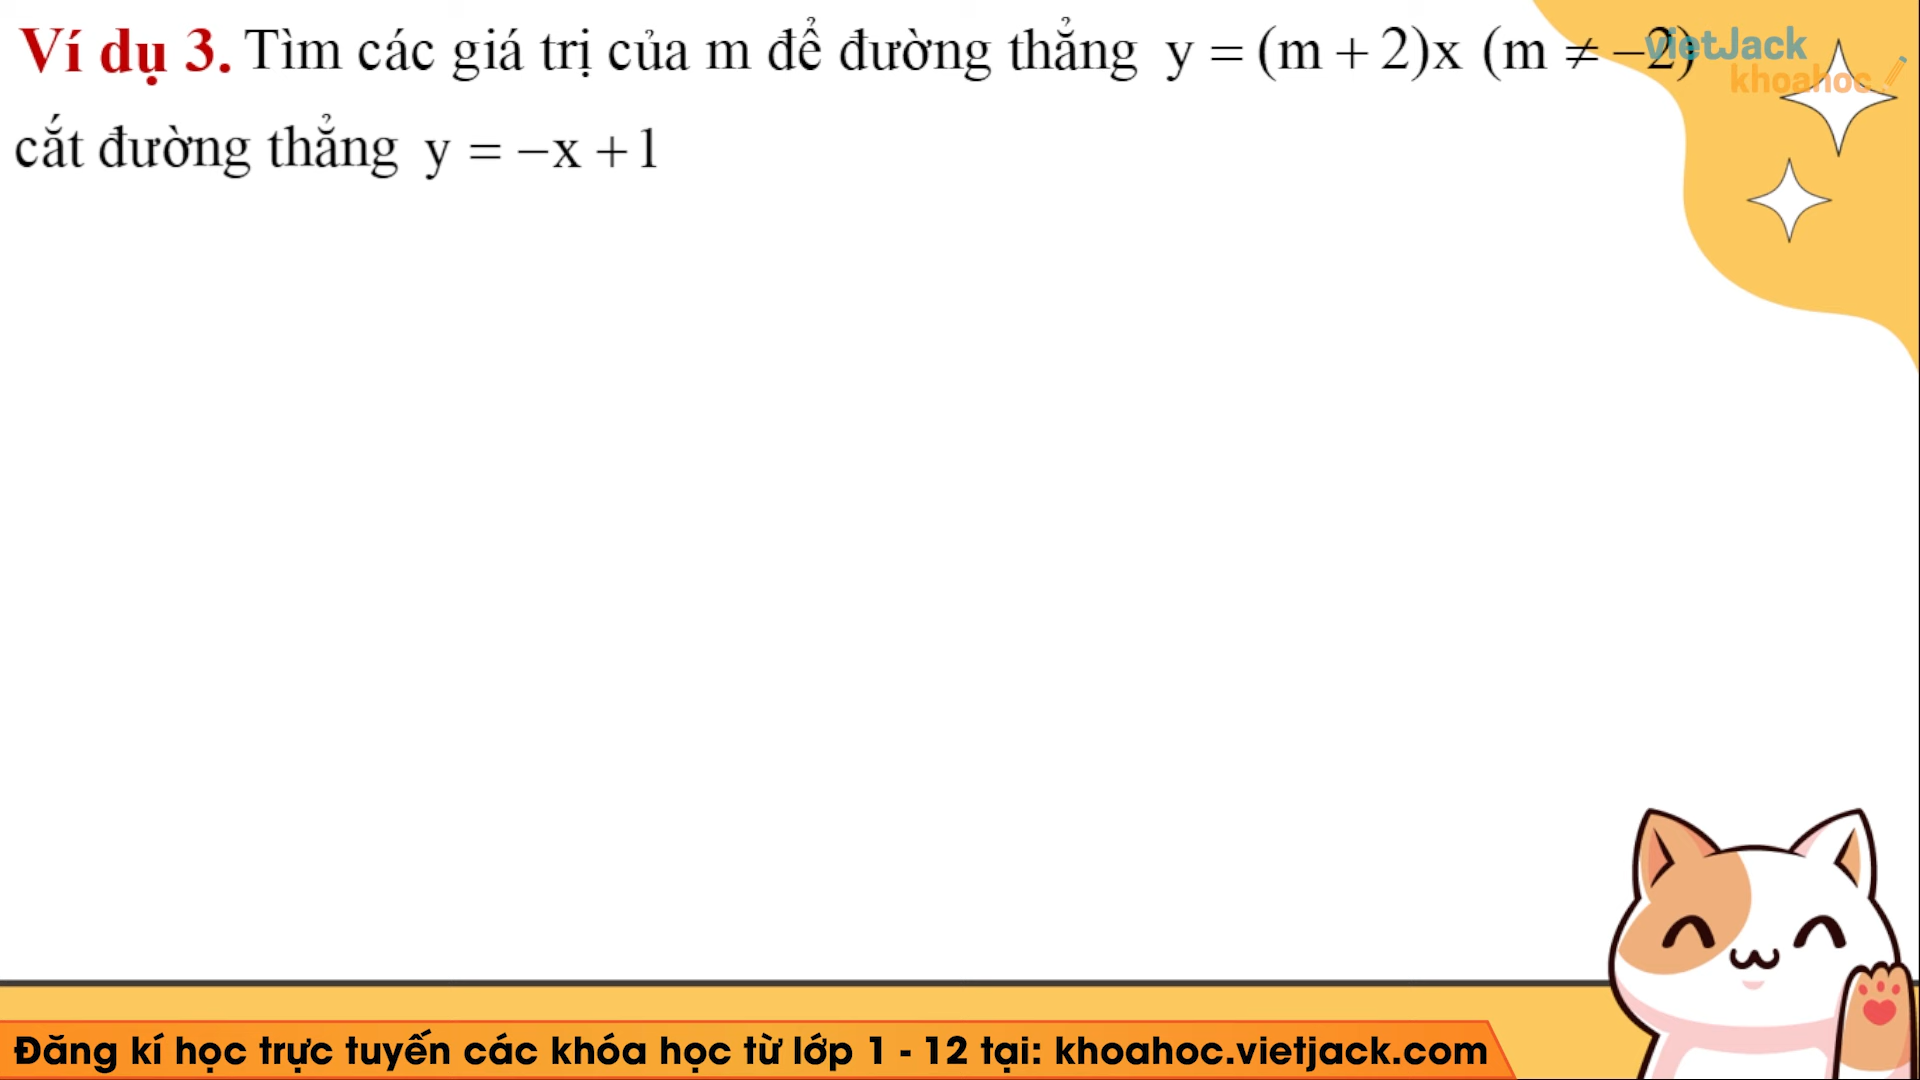 Ví dụ 3. Tìm các giá trị của m để đường thẳng y = (m + 2)x (m ≠ −2)
vietJack
khoahoc
cắt đường thẳng y = −x + 1
Đăng kí học trực tuyến các khóa học từ lớp 1 - 12 tại: khoahoc.vietjack.com